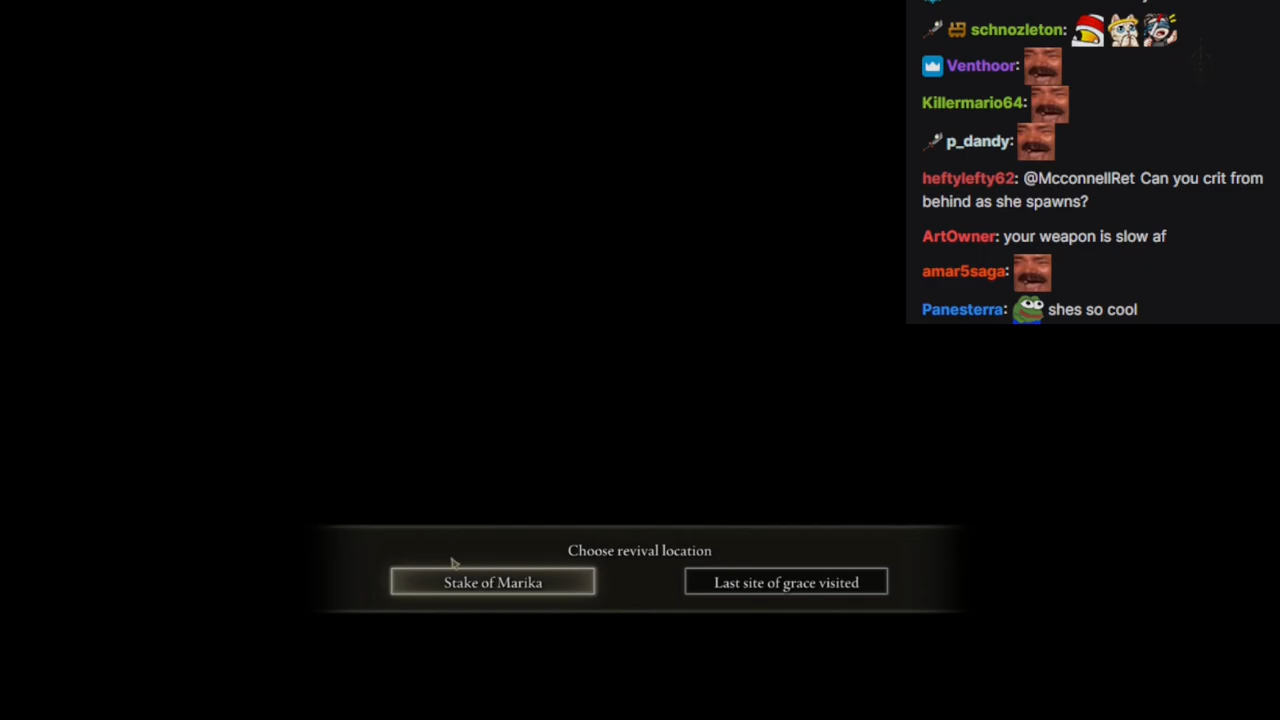 schnozleton:
Venthoor:
Killermario64:
p_dandy:
heftylefty62: @McconnellRet Can you crit from
behind as she spawns?
ArtOwner: your weapon is slow af
amar5saga:
Panesterra: shes so cool
Choose revival location
Stake of Marika
Last site of grace visited